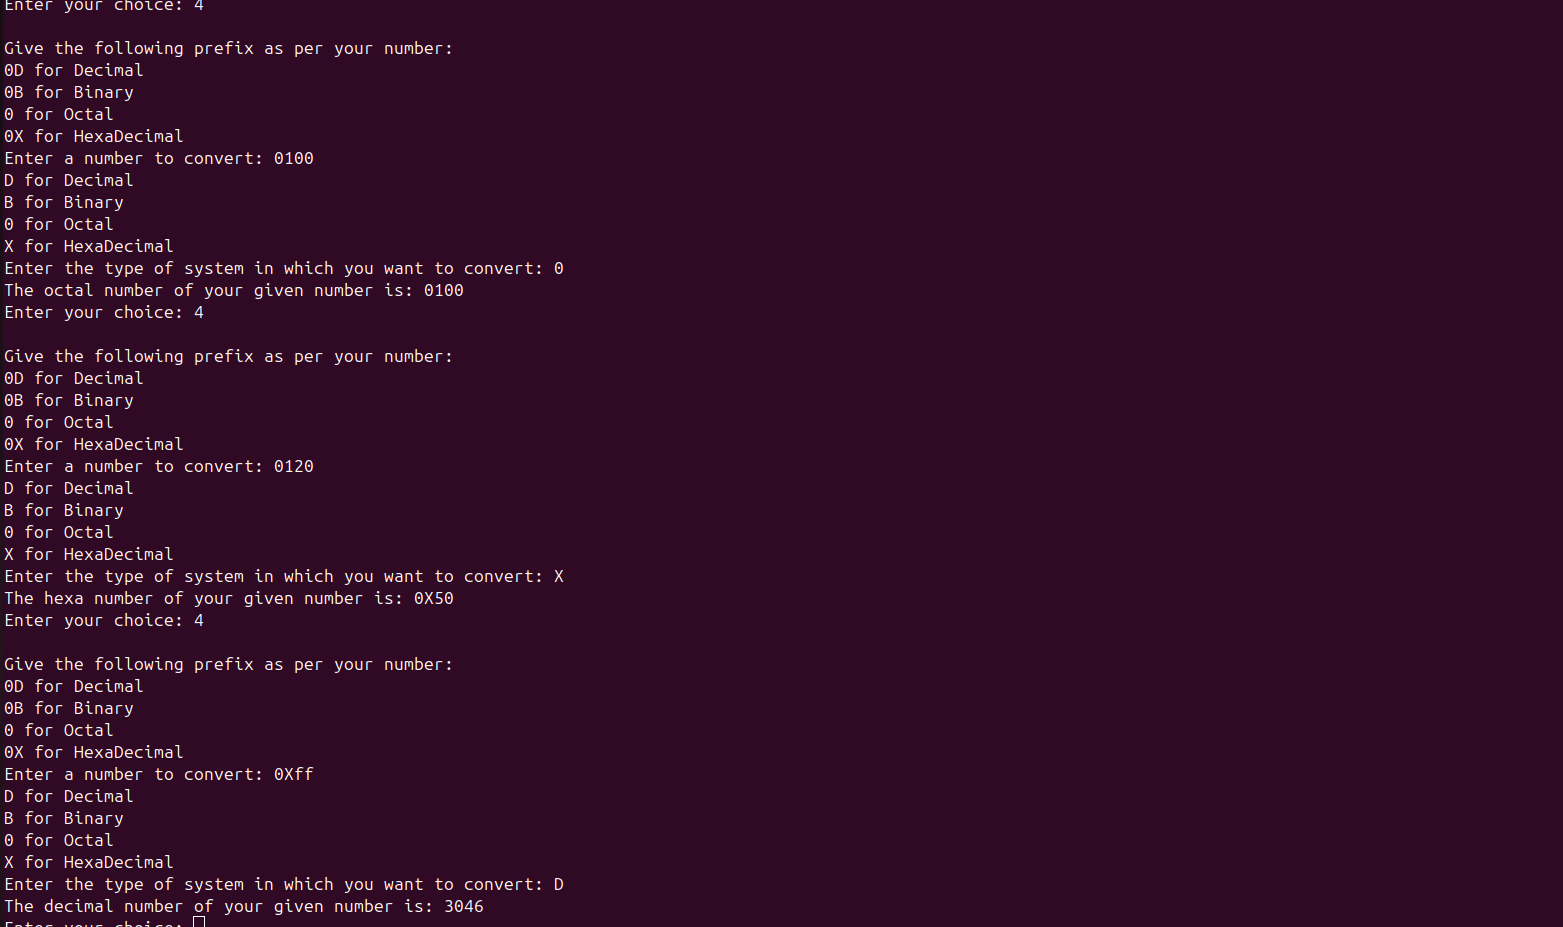 Enter your choice: 4
Give the following prefix as per your number:
0D for Decimal
0B for Binary
0 for Octal
0X for HexaDecimal
Enter a number to convert: 0100
D for Decimal
B for Binary
0 for Octal
X for HexaDecimal
Enter the type of system in which you want to convert: 0
The octal number of your given number is: 0100
Enter your choice: 4
Give the following prefix as per your number:
0D for Decimal
0B for Binary
0 for Octal
0X for HexaDecimal
Enter a number to convert: 0120
D for Decimal
B for Binary
0 for Octal
X for HexaDecimal
Enter the type of system in which you want to convert: X
The hexa number of your given number is: 0X50
Enter your choice: 4
Give the following prefix as per your number:
0D for Decimal
0B for Binary
0 for Octal
0X for HexaDecimal
Enter a number to convert: 0Xff
D for Decimal
B for Binary
0 for Octal
X for HexaDecimal
Enter the type of system in which you want to convert: D
The decimal number of your given number is: 3046
Enter your choice: